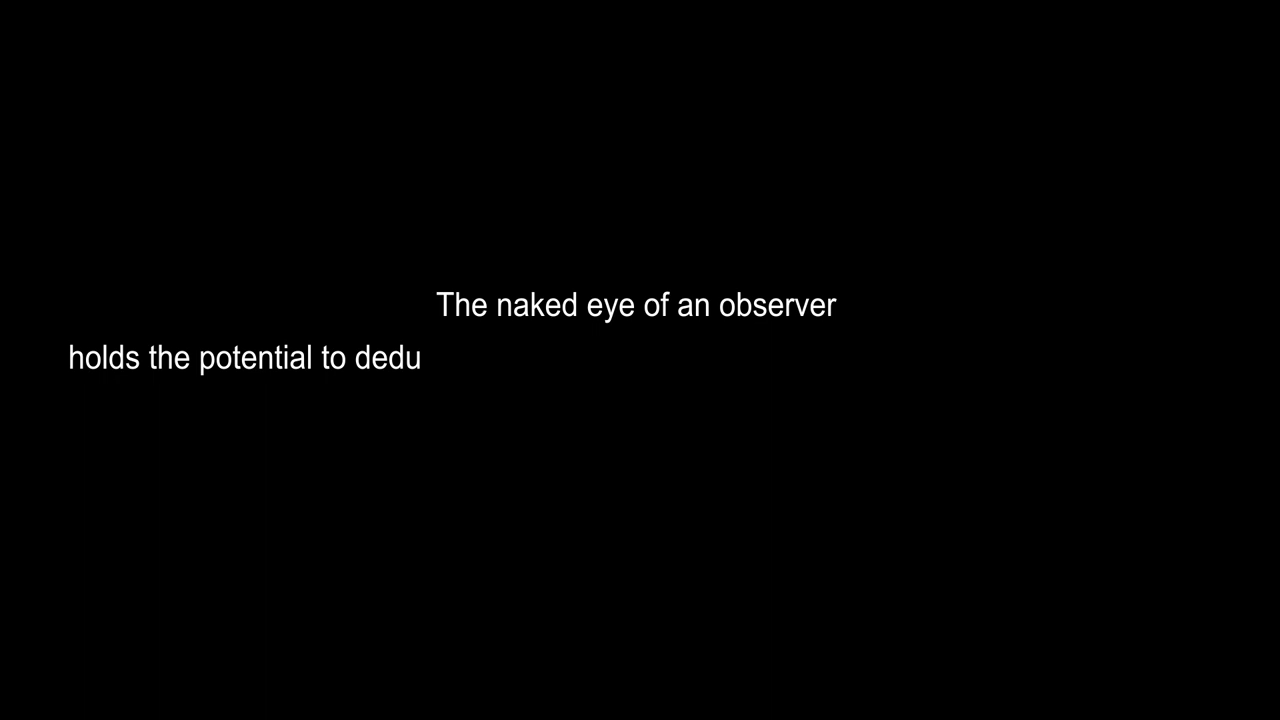 The naked eye of an observer
holds the potential to dedu